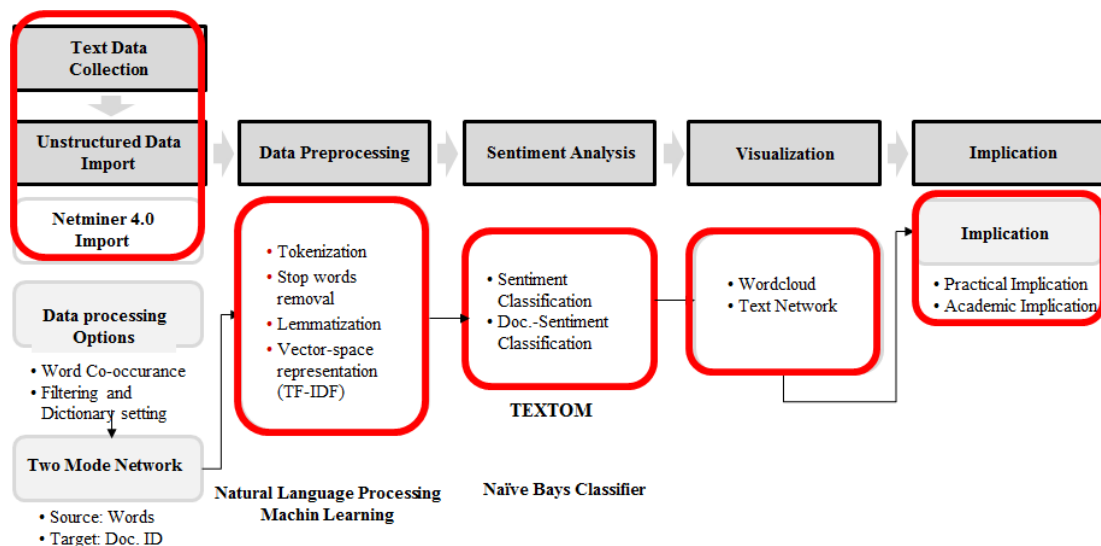 Text Data
Collection
Unstructured Data
Import
Netminer 4.0
Import
Data processing
Options
• Word Co-occurance
• Filtering and
Dictionary setting
Two Mode Network
• Source: Words
• Target: Doc. ID
Data Preprocessing
• Tokenization
• Stop words
removal
• Lemmatization
• Vector-space
representation
(TF-IDF)
Natural Language Processing
Machin Learning
Sentiment Analysis
• Sentiment
Classification
• Doc.-Sentiment
Classification
TEXTOM
Naïve Bays Classifier
Visualization
• Wordcloud
• Text Network
Implication
Implication
• Practical Implication
• Academic Implication